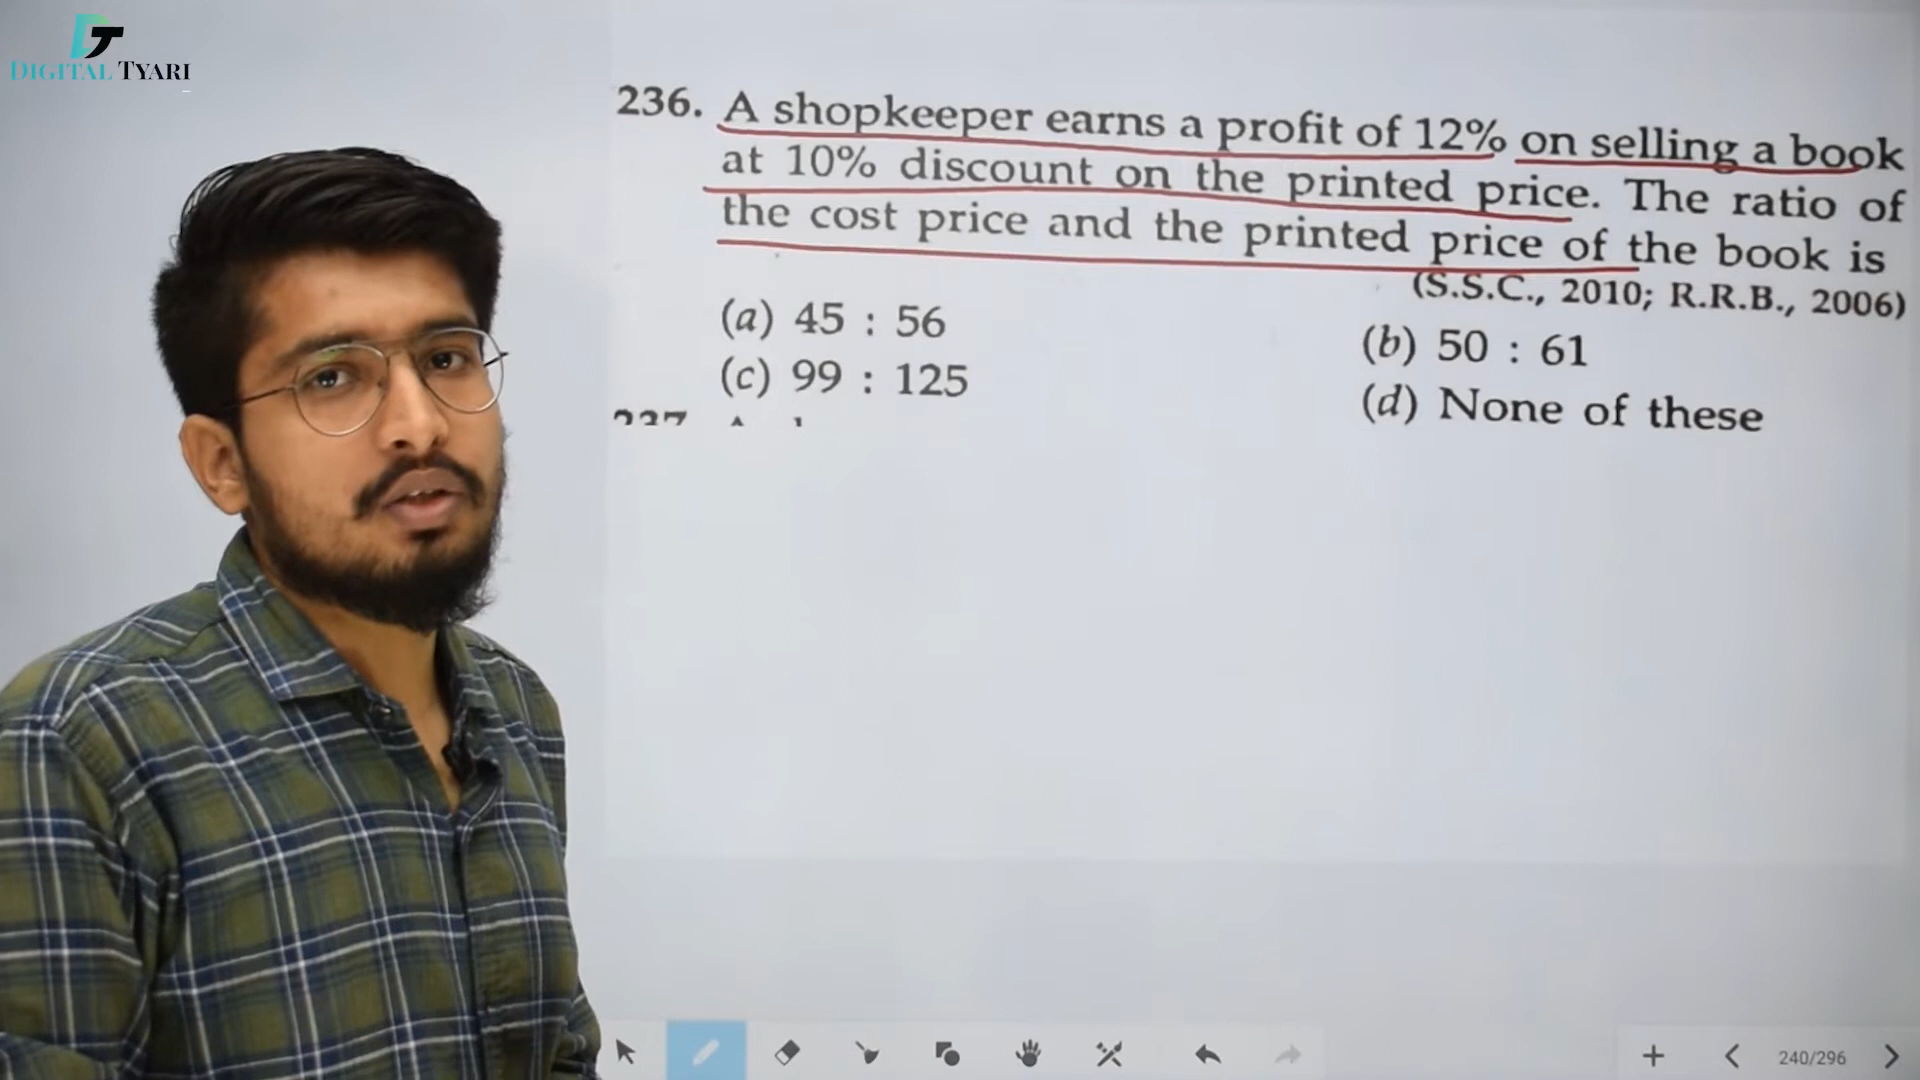 DIGITAL TYARI
236. A shopkeeper earns a profit of 12% on selling a book
at 10% discount on the printed price. The ratio of
the cost price and the printed price of the book is
(S.S.C., 2010; R.R.B., 2006)
(a) 45 : 56
(b) 50 : 61
(c) 99 : 125
(d) None of these
240/296